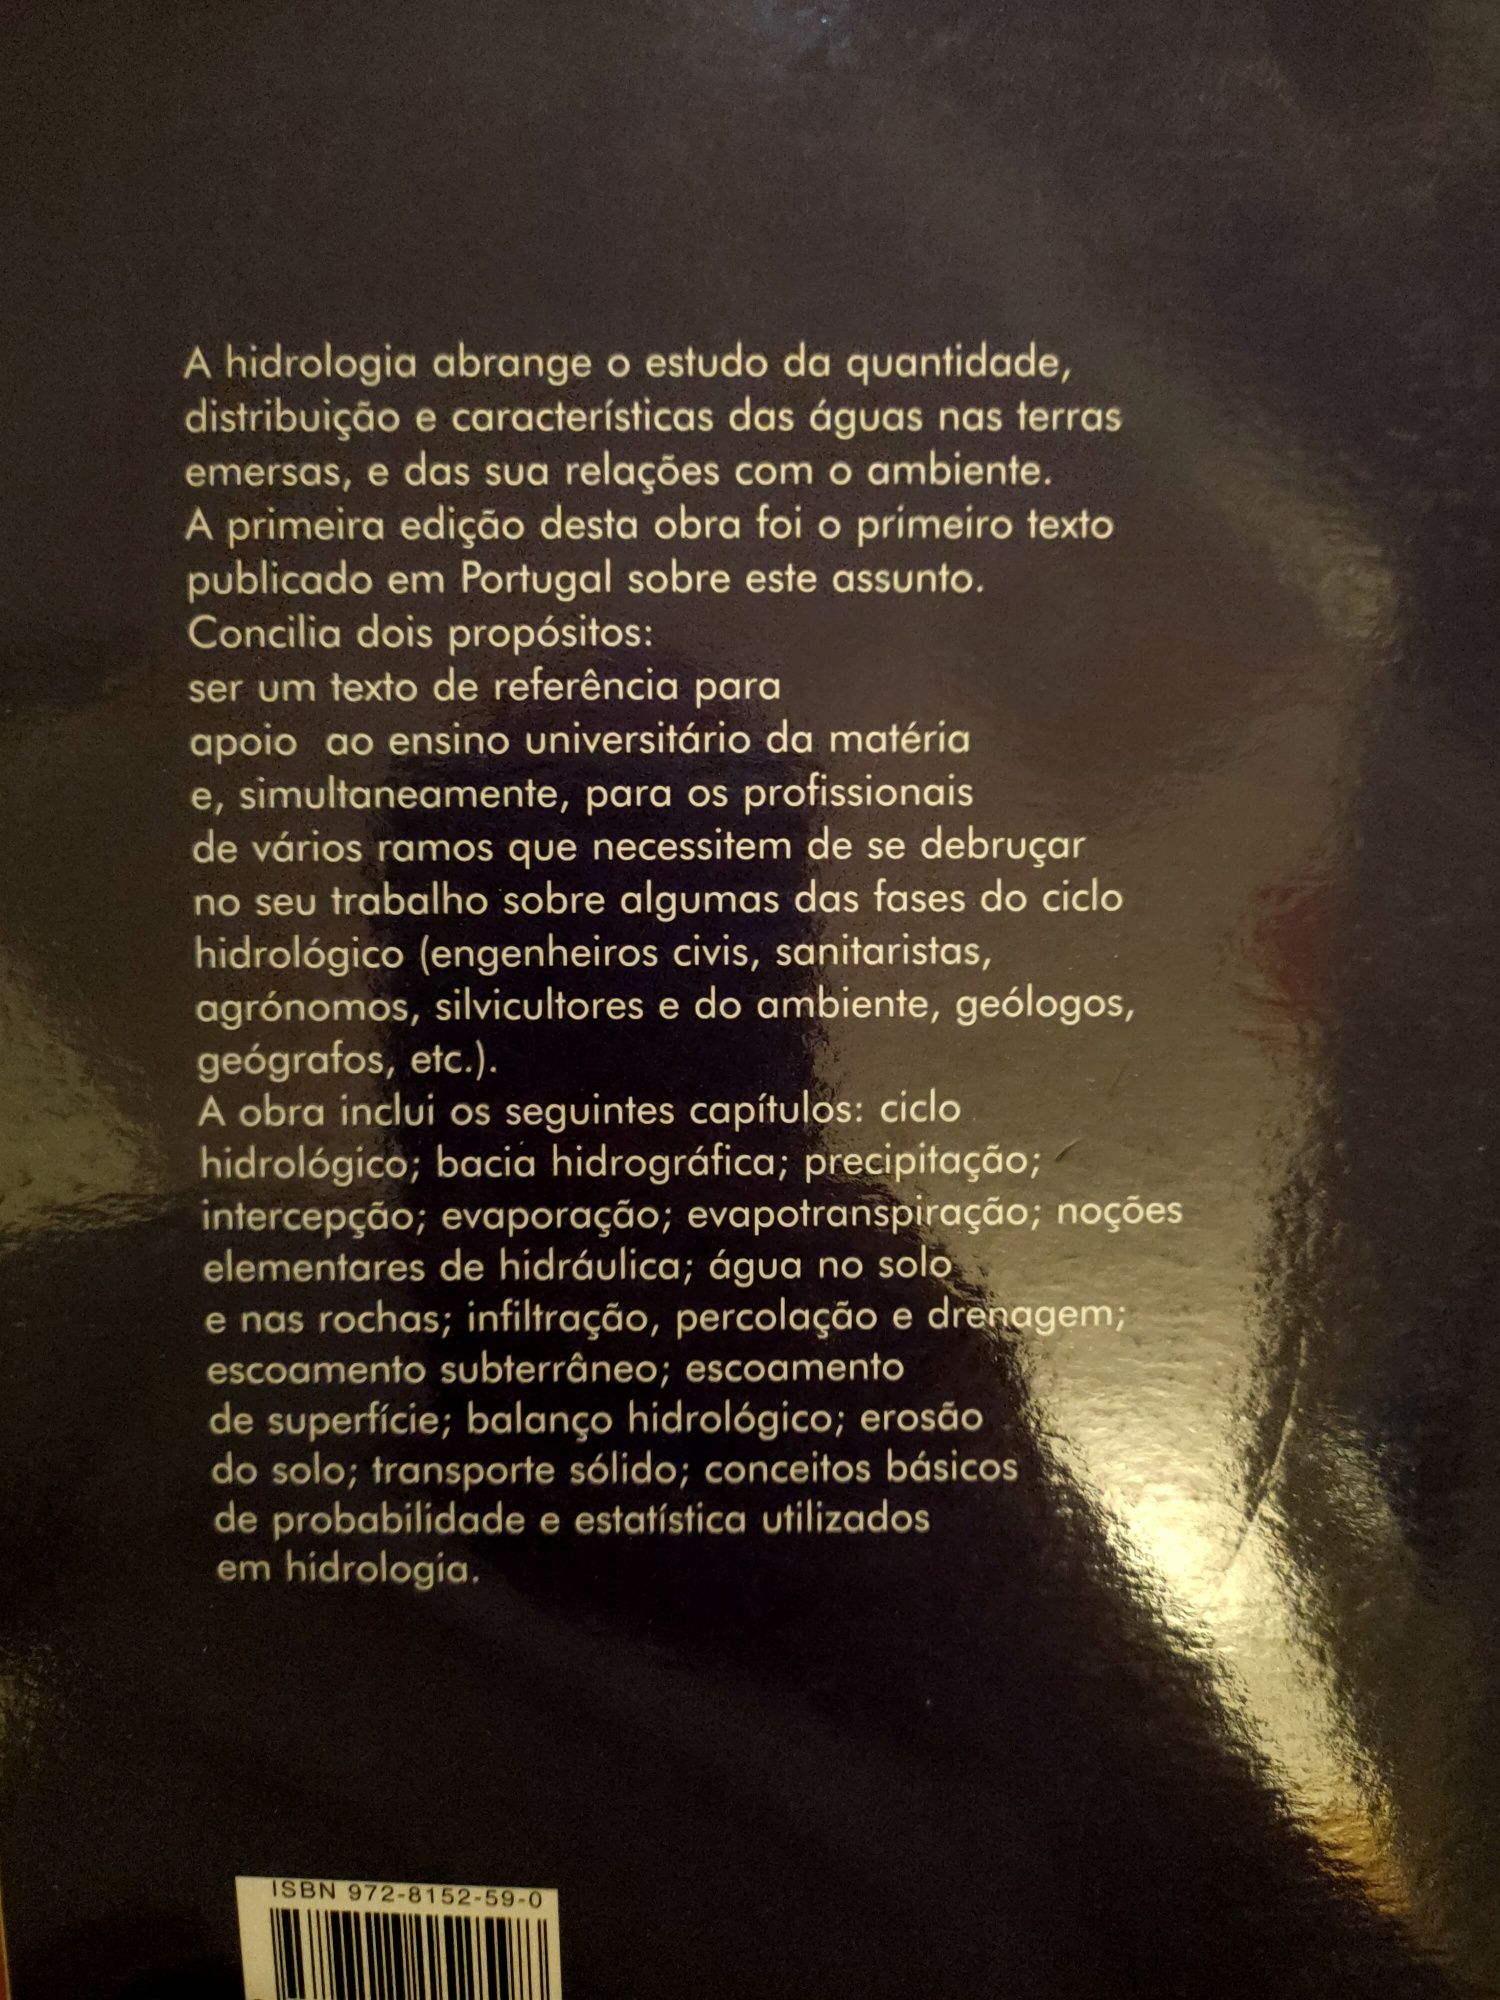 A hidrologia abrange o estudo da quantidade,
distribuição e características das águas nas terras
emersas, e das sua relações com o ambiente.
A primeira edição desta obra foi o primeiro texto
publicado em Portugal sobre este assunto.
Concilia dois propósitos:
ser um texto de referência para
apoio ao ensino universitário da matéria
e, simultaneamente, para os profissionais
de vários ramos que necessitem de se debruçar
no seu trabalho sobre algumas das fases do ciclo
hidrológico (engenheiros civis, sanitaristas,
agrónomos, silvicultores e do ambiente, geólogos,
geógrafos, etc.).
A obra inclui os seguintes capítulos: ciclo
hidrológico; bacia hidrográfica; precipitação;
intercepção; evaporação; evapotranspiração; noções
elementares de hidráulica; água no solo
e nas rochas; infiltração, percolação e drenagem;
escoamento subterrâneo; escoamento
de superfície; balanço hidrológico; erosão
do solo; transporte sólido; conceitos básicos
de probabilidade e estatística utilizados
em hidrologia.
ISBN 972-8152-59-0